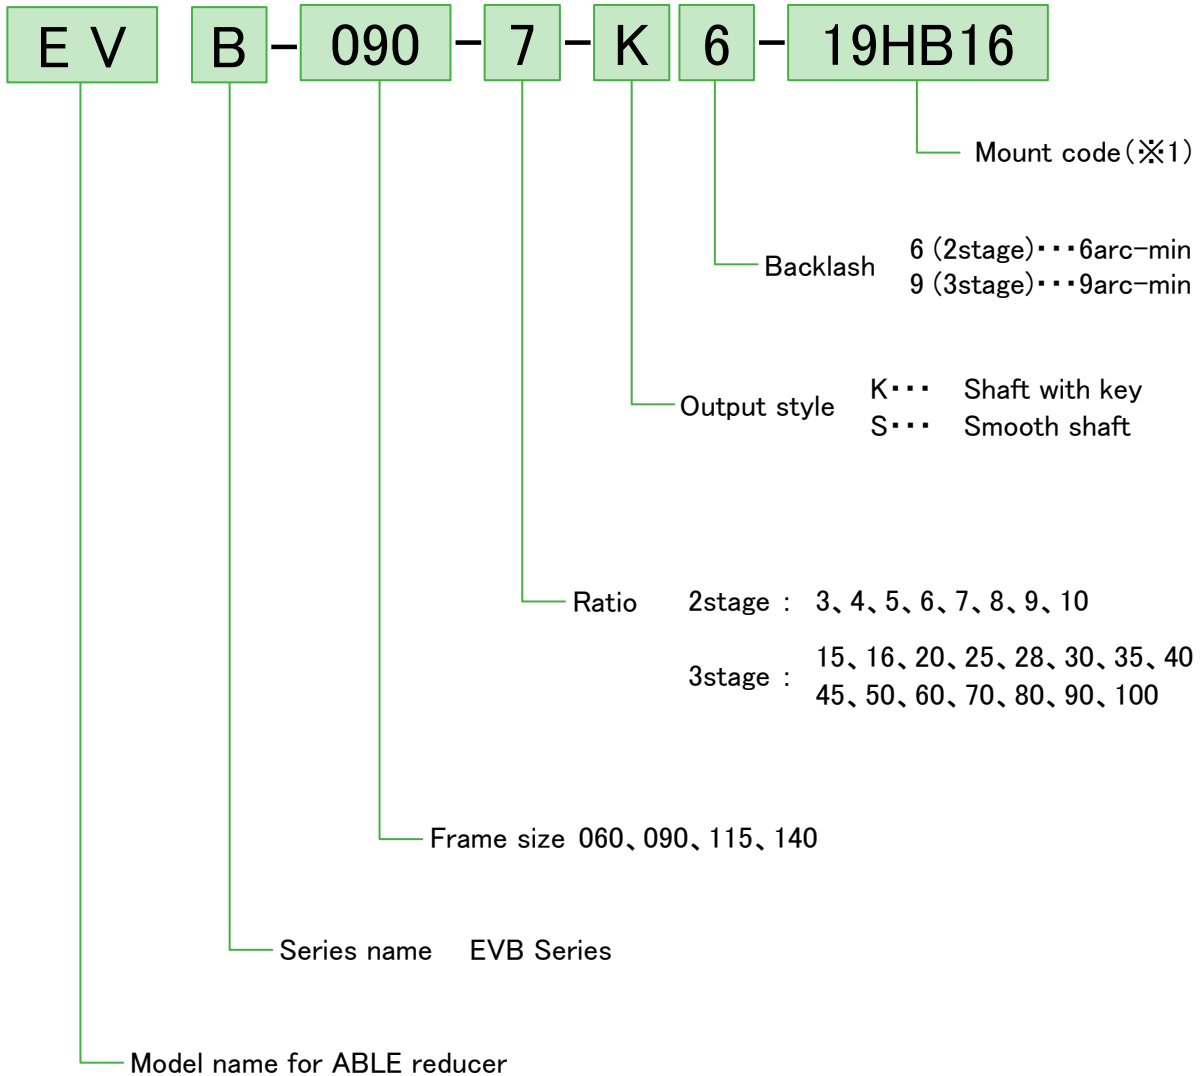 EV B - 090 - 7 - K 6 - 19HB16
Mount code(※1)
Backlash 6 (2stage)・・・6arc-min
9 (3stage)・・・9arc-min
Output style K・・・ Shaft with key
S・・・ Smooth shaft
Ratio 2stage : 3、4、5、6、7、8、9、10
3stage : 15、16、20、25、28、30、35、40
45、50、60、70、80、90、100
Frame size 060、090、115、140
Series name EVB Series
Model name for ABLE reducer